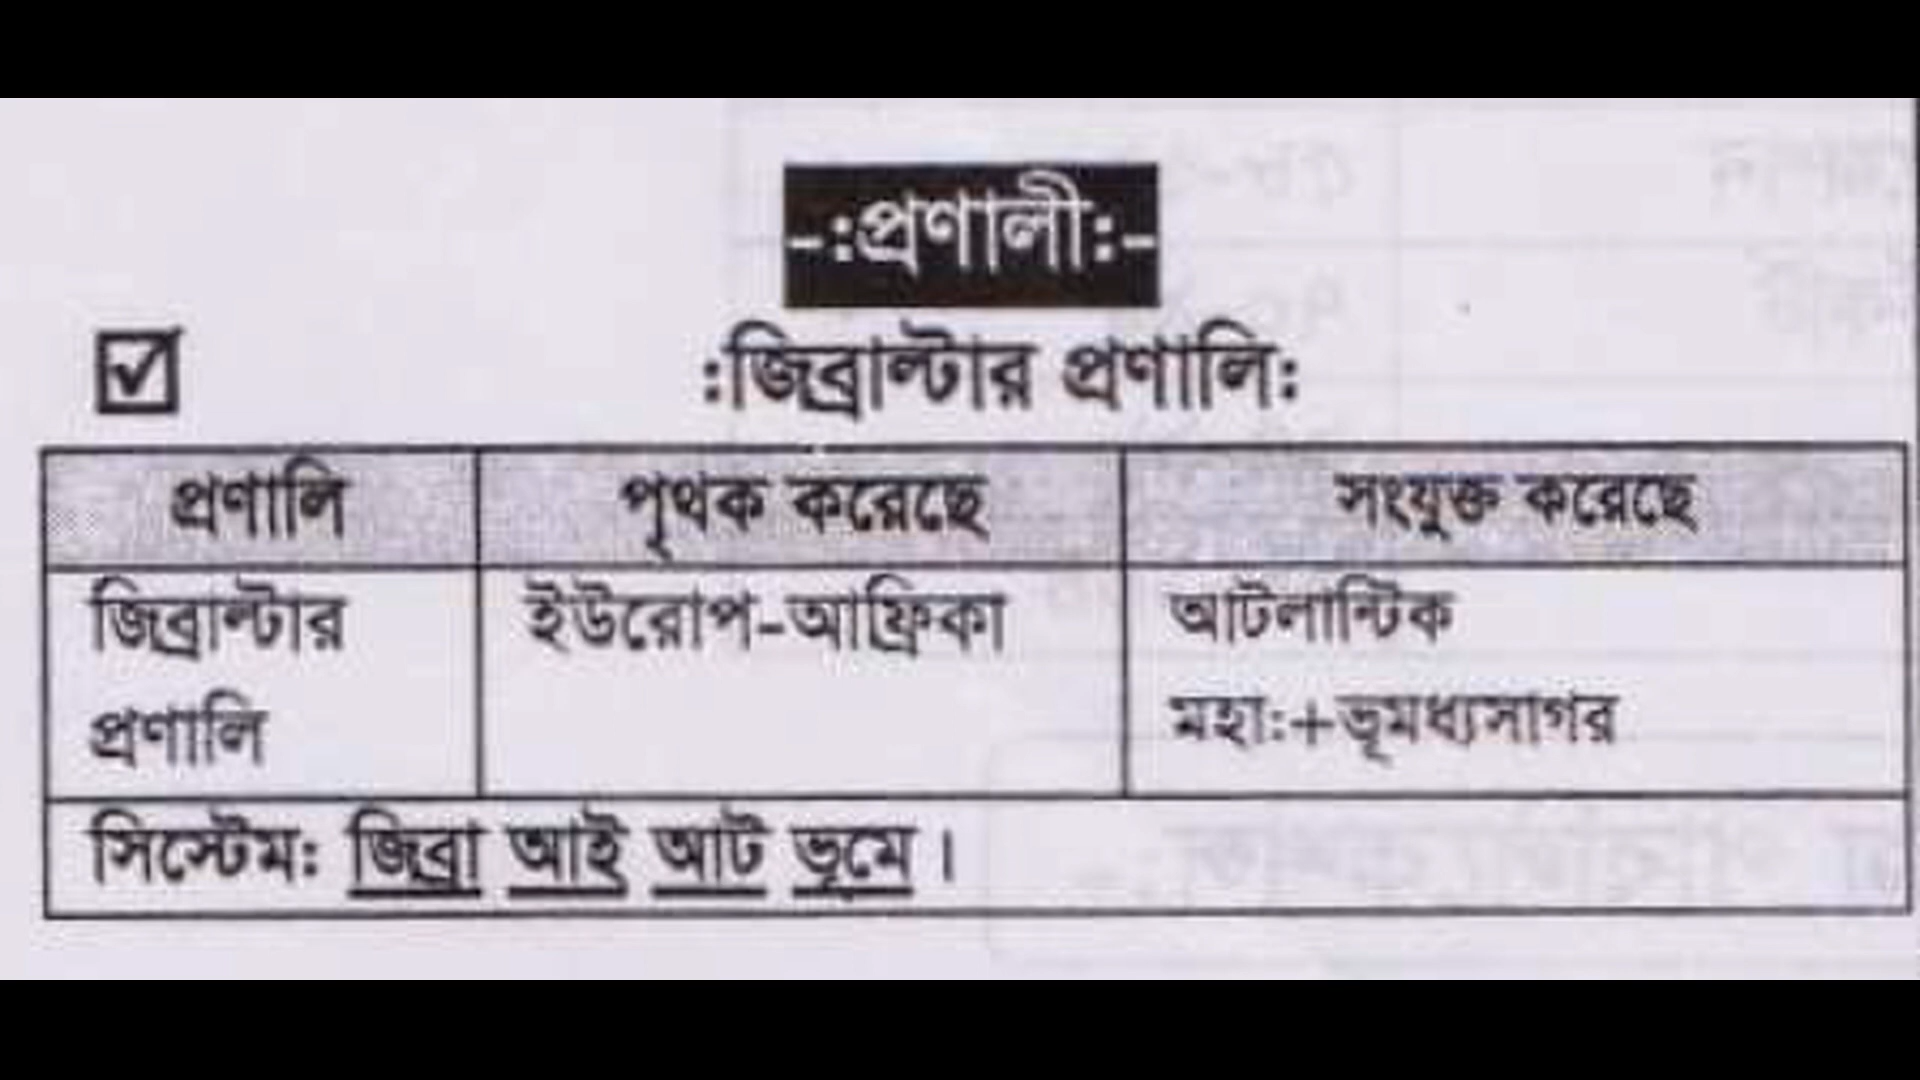 -:প্রণালী:-
:জিব্রাল্টার প্রণালি:
প্রণালি পৃথক করেছে সংযুক্ত করেছে
জিব্রাল্টার ইউরোপ-আফ্রিকা আটলান্টিক
প্রণালি মহা:+ভূমধ্যসাগর
সিস্টেম: জিব্রা আই আট ভূমে।